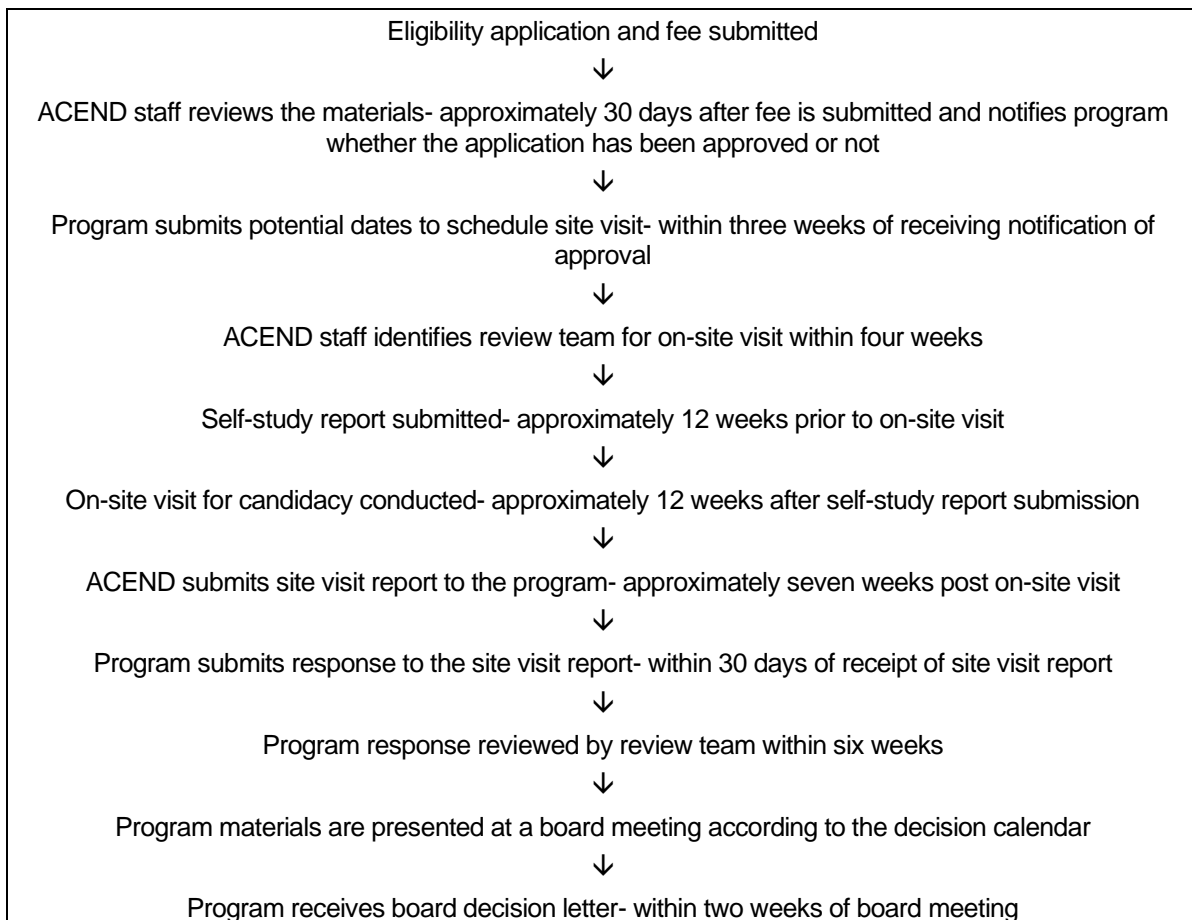 Eligibility application and fee submitted
↓
ACEND staff reviews the materials- approximately 30 days after fee is submitted and notifies program
whether the application has been approved or not
↓
Program submits potential dates to schedule site visit- within three weeks of receiving notification of
approval
↓
ACEND staff identifies review team for on-site visit within four weeks
↓
Self-study report submitted- approximately 12 weeks prior to on-site visit
↓
On-site visit for candidacy conducted- approximately 12 weeks after self-study report submission
↓
ACEND submits site visit report to the program- approximately seven weeks post on-site visit
↓
Program submits response to the site visit report- within 30 days of receipt of site visit report
↓
Program response reviewed by review team within six weeks
↓
Program materials are presented at a board meeting according to the decision calendar
↓
Program receives board decision letter- within two weeks of board meeting